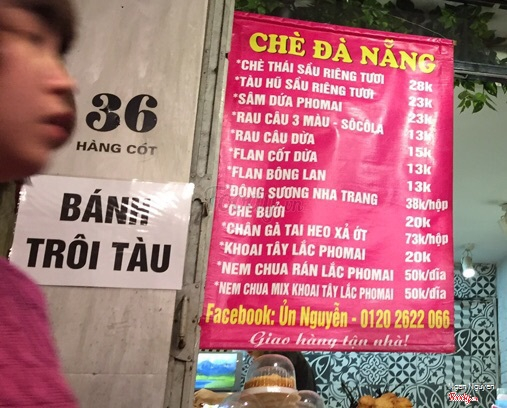 36
HÀNG CÓT
BÁNH
TRÔI TÀU
CHÈ ĐÀ NẴNG
*CHÈ THÁI SẦU RIÊNG TƯƠI 28k
*TÀU HŨ SẦU RIÊNG TƯƠI 23k
*SÂM DỨA PHOMAI 23k
*RAU CÂU 3 MÀU - SÔCÔLA 13k
*RAU CÂU DỪA 15k
*FLAN CỐT DỪA 13k
*FLAN BÔNG LAN 13k
*ĐÔNG SƯƠNG NHA TRANG 38k/hộp
*CHÈ BƯỞI 20k
*CHÂN GÀ TAI HEO XẢ ỚT 73k/hộp
*KHOAI TÂY LẮC PHOMAI 20k
*NEM CHUA RÁN LẮC PHOMAI 50k/đĩa
*NEM CHUA MIX KHOAI TÂY LẮC PHOMAI 50k/đĩa
Facebook: Ủn Nguyễn - 0120 2622 066
Giao hàng tận nhà!
Ngan Nguyen